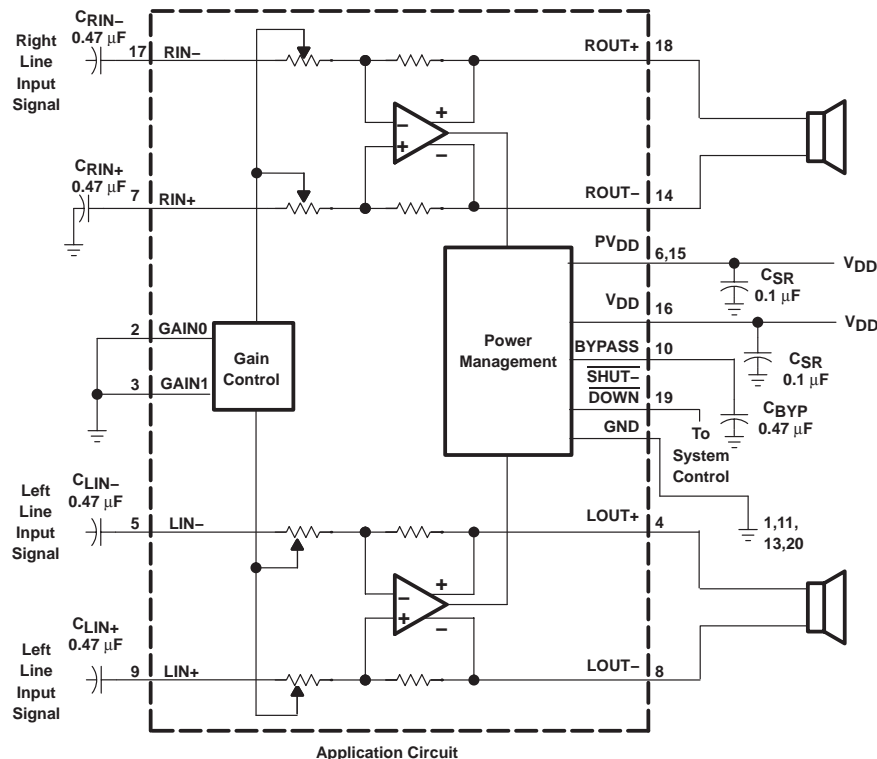 CRIN–
0.47 µF
Right
Line
Input
Signal
17 RIN–
ROUT+ 18
CRIN+
0.47 µF
7 RIN+
ROUT– 14
PVDD 6,15
VDD
CSR
0.1 µF
VDD 16
VDD
CSR
0.1 µF
2 GAIN0
3 GAIN1
Gain
Control
Power
Management
BYPASS 10
SHUT–
DOWN 19
GND
To
System
Control
CBYP
0.47 µF
1,11,
13,20
CLIN–
0.47 µF
Left
Line
Input
Signal
5 LIN–
LOUT+ 4
CLIN+
0.47 µF
Left
Line
Input
Signal
9 LIN+
LOUT– 8
– + + –
– + + –
Application Circuit